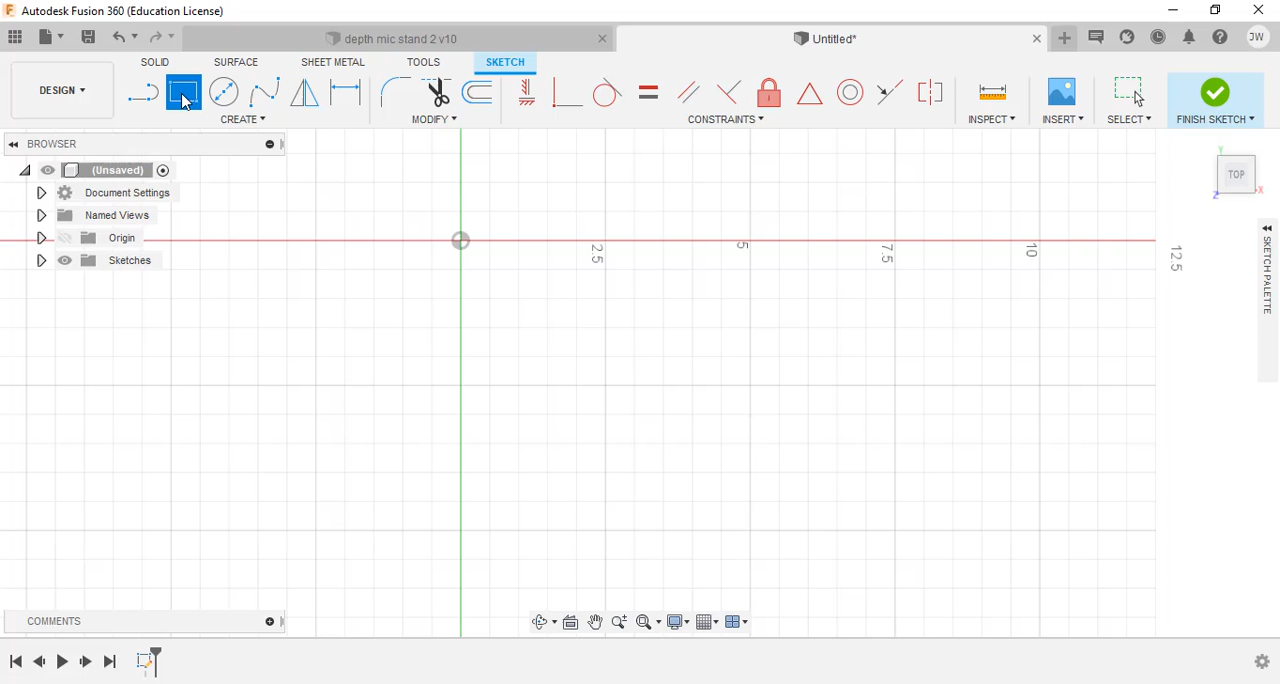 Autodesk Fusion 360 (Education License)
depth mic stand 2 v10
Untitled*
JW
SOLID SURFACE SHEET METAL TOOLS SKETCH
DESIGN
CREATE MODIFY CONSTRAINTS INSPECT INSERT SELECT FINISH SKETCH
BROWSER
(Unsaved)
Document Settings
Named Views
Origin
Sketches
2.5 5 7.5 10 12.5
Y
TOP
X
Z
SKETCH PALETTE
COMMENTS